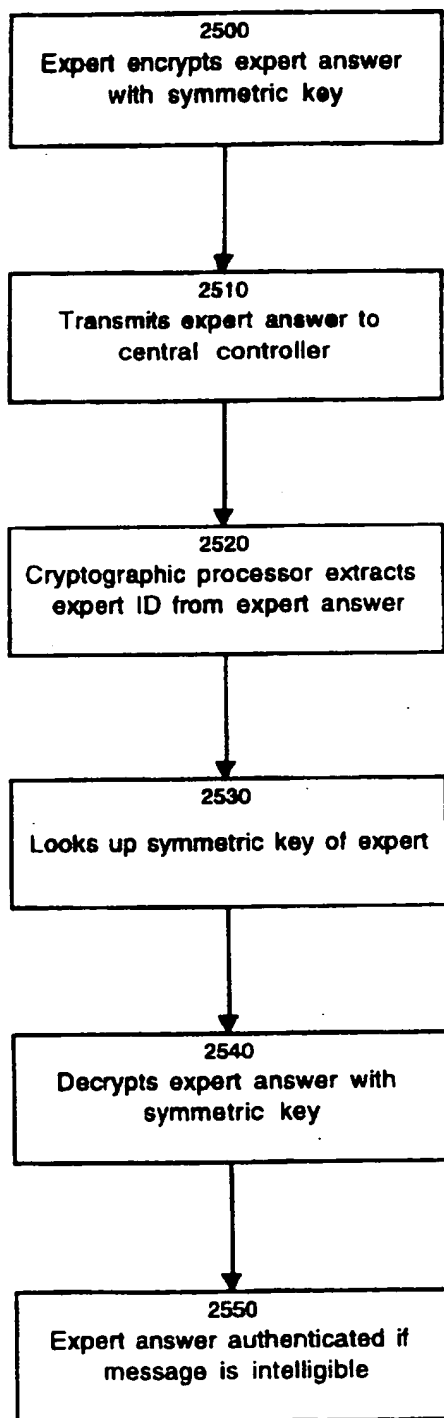 2500
Expert encrypts expert answer
with symmetric key
2510
Transmits expert answer to
central controller
2520
Cryptographic processor extracts
expert ID from expert answer
2530
Looks up symmetric key of expert
2540
Decrypts expert answer with
symmetric key
2550
Expert answer authenticated if
message is intelligible